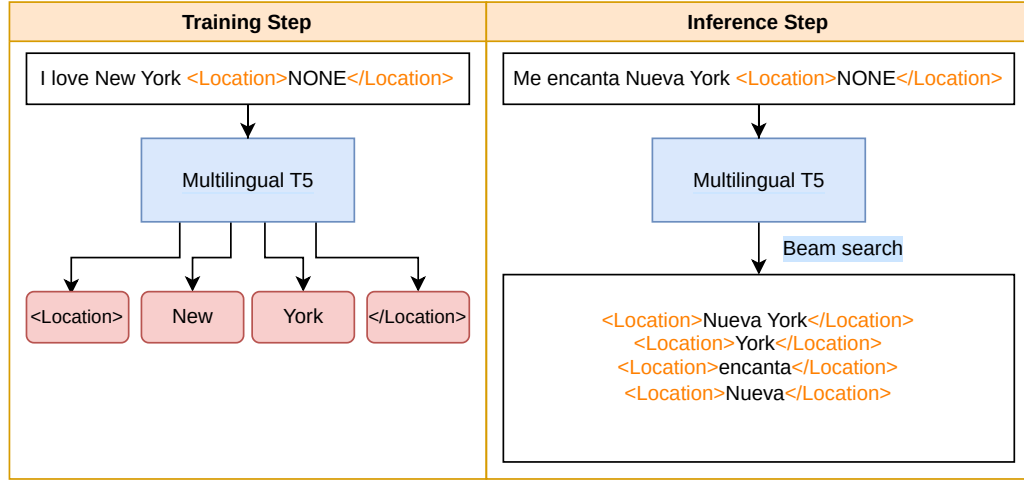 Training Step
I love New York <Location>NONE</Location>
Multilingual T5
<Location>
New
York
</Location>
Inference Step
Me encanta Nueva York <Location>NONE</Location>
Multilingual T5
Beam search
<Location>Nueva York</Location>
<Location>York</Location>
<Location>encanta</Location>
<Location>Nueva</Location>